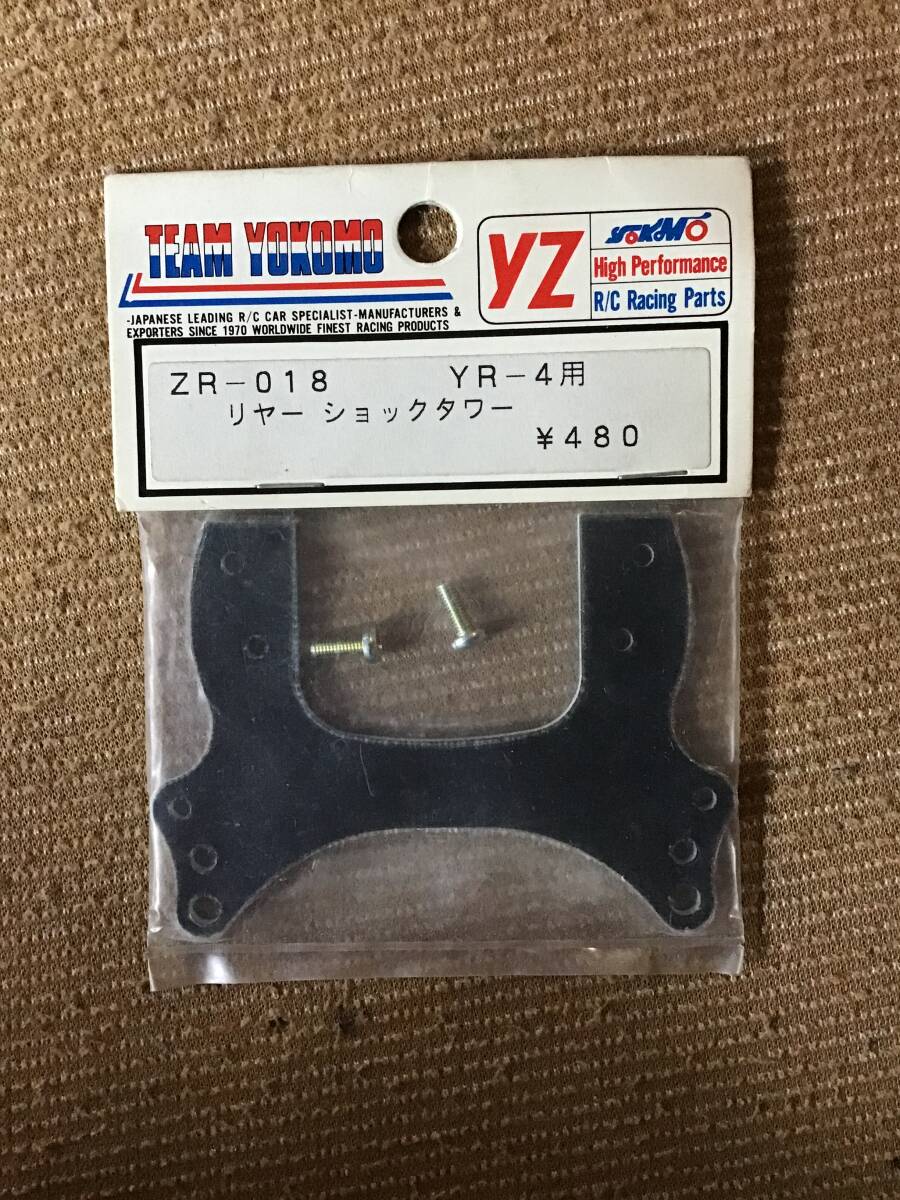 TEAM YOKOMO
-JAPANESE LEADING R/C CAR SPECIALIST-MANUFACTURERS &
EXPORTERS SINCE 1970 WORLDWIDE FINEST RACING PRODUCTS
YZ
YOKOMO
High Performance
R/C Racing Parts
ZR-018 YR-4用
リヤー ショックタワー
¥480